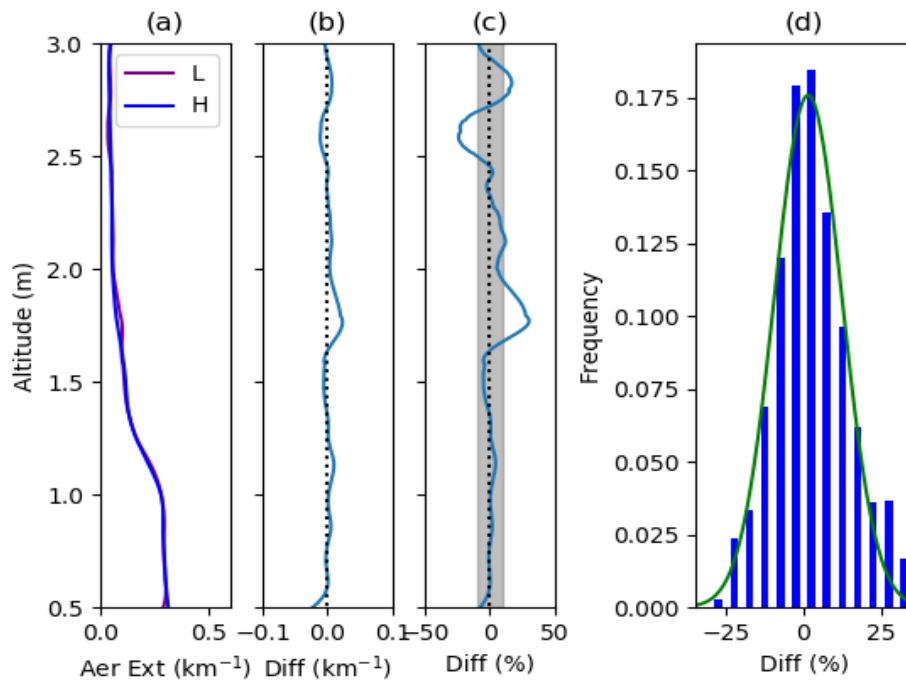 (a) (b) (c) (d)
3.0
2.5
2.0
1.5
1.0
0.5
Altitude (m)
L
H
0.0 0.5
Aer Ext (km⁻¹)
−0.1 0.0 0.1
Diff (km⁻¹)
−50 0 50
Diff (%)
Frequency
0.175
0.150
0.125
0.100
0.075
0.050
0.025
0.000
−25 0 25
Diff (%)